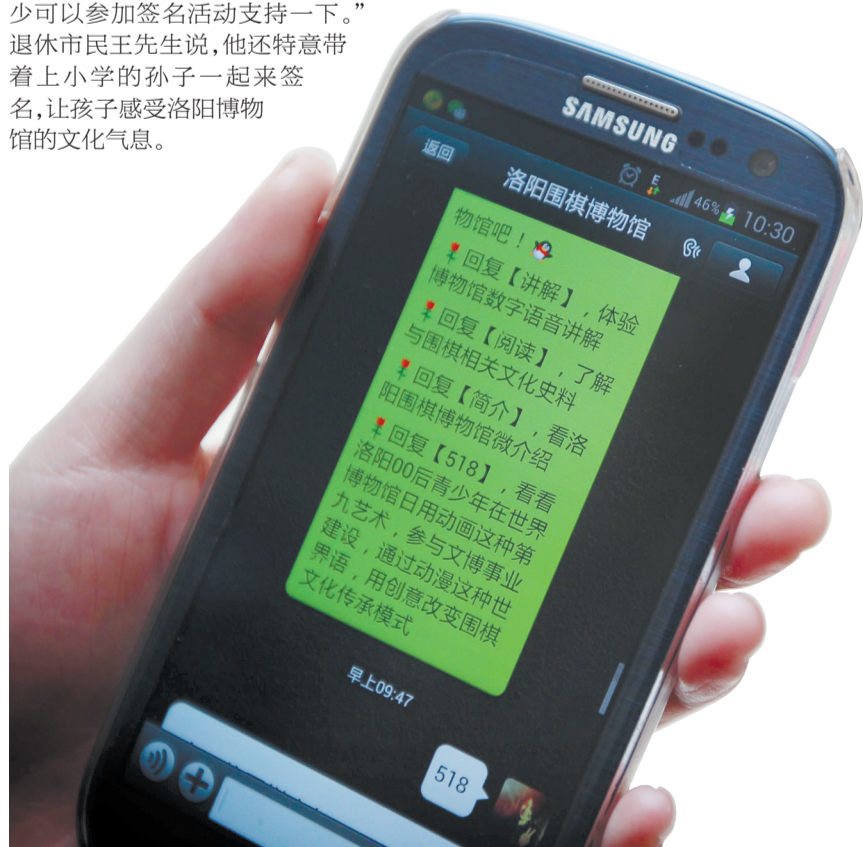 少可以参加签名活动支持一下。”
退休市民王先生说,他还特意带
着上小学的孙子一起来签
名,让孩子感受洛阳博物
馆的文化气息。
SAMSUNG
E
46%
10:30
返回
洛阳围棋博物馆
物馆吧！
回复【讲解】，体验
博物馆数字语音讲解
回复【阅读】，了解
与围棋相关文化史料
回复【简介】，看洛
阳围棋博物馆微介绍
回复【518】，看看
洛阳00后青少年在世界
博物馆日用动画这种第
九艺术，参与文博事业
建设，通过动漫这种世
界语，用创意改变围棋
文化传承模式
早上09:47
518